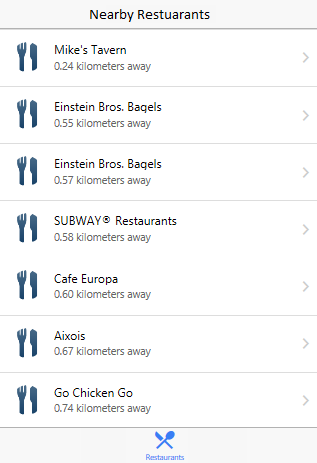 Nearby Restuarants
Mike's Tavern
0.24 kilometers away
Einstein Bros. Bagels
0.55 kilometers away
Einstein Bros. Bagels
0.57 kilometers away
SUBWAY® Restaurants
0.58 kilometers away
Cafe Europa
0.60 kilometers away
Aixois
0.67 kilometers away
Go Chicken Go
0.74 kilometers away
Restaurants